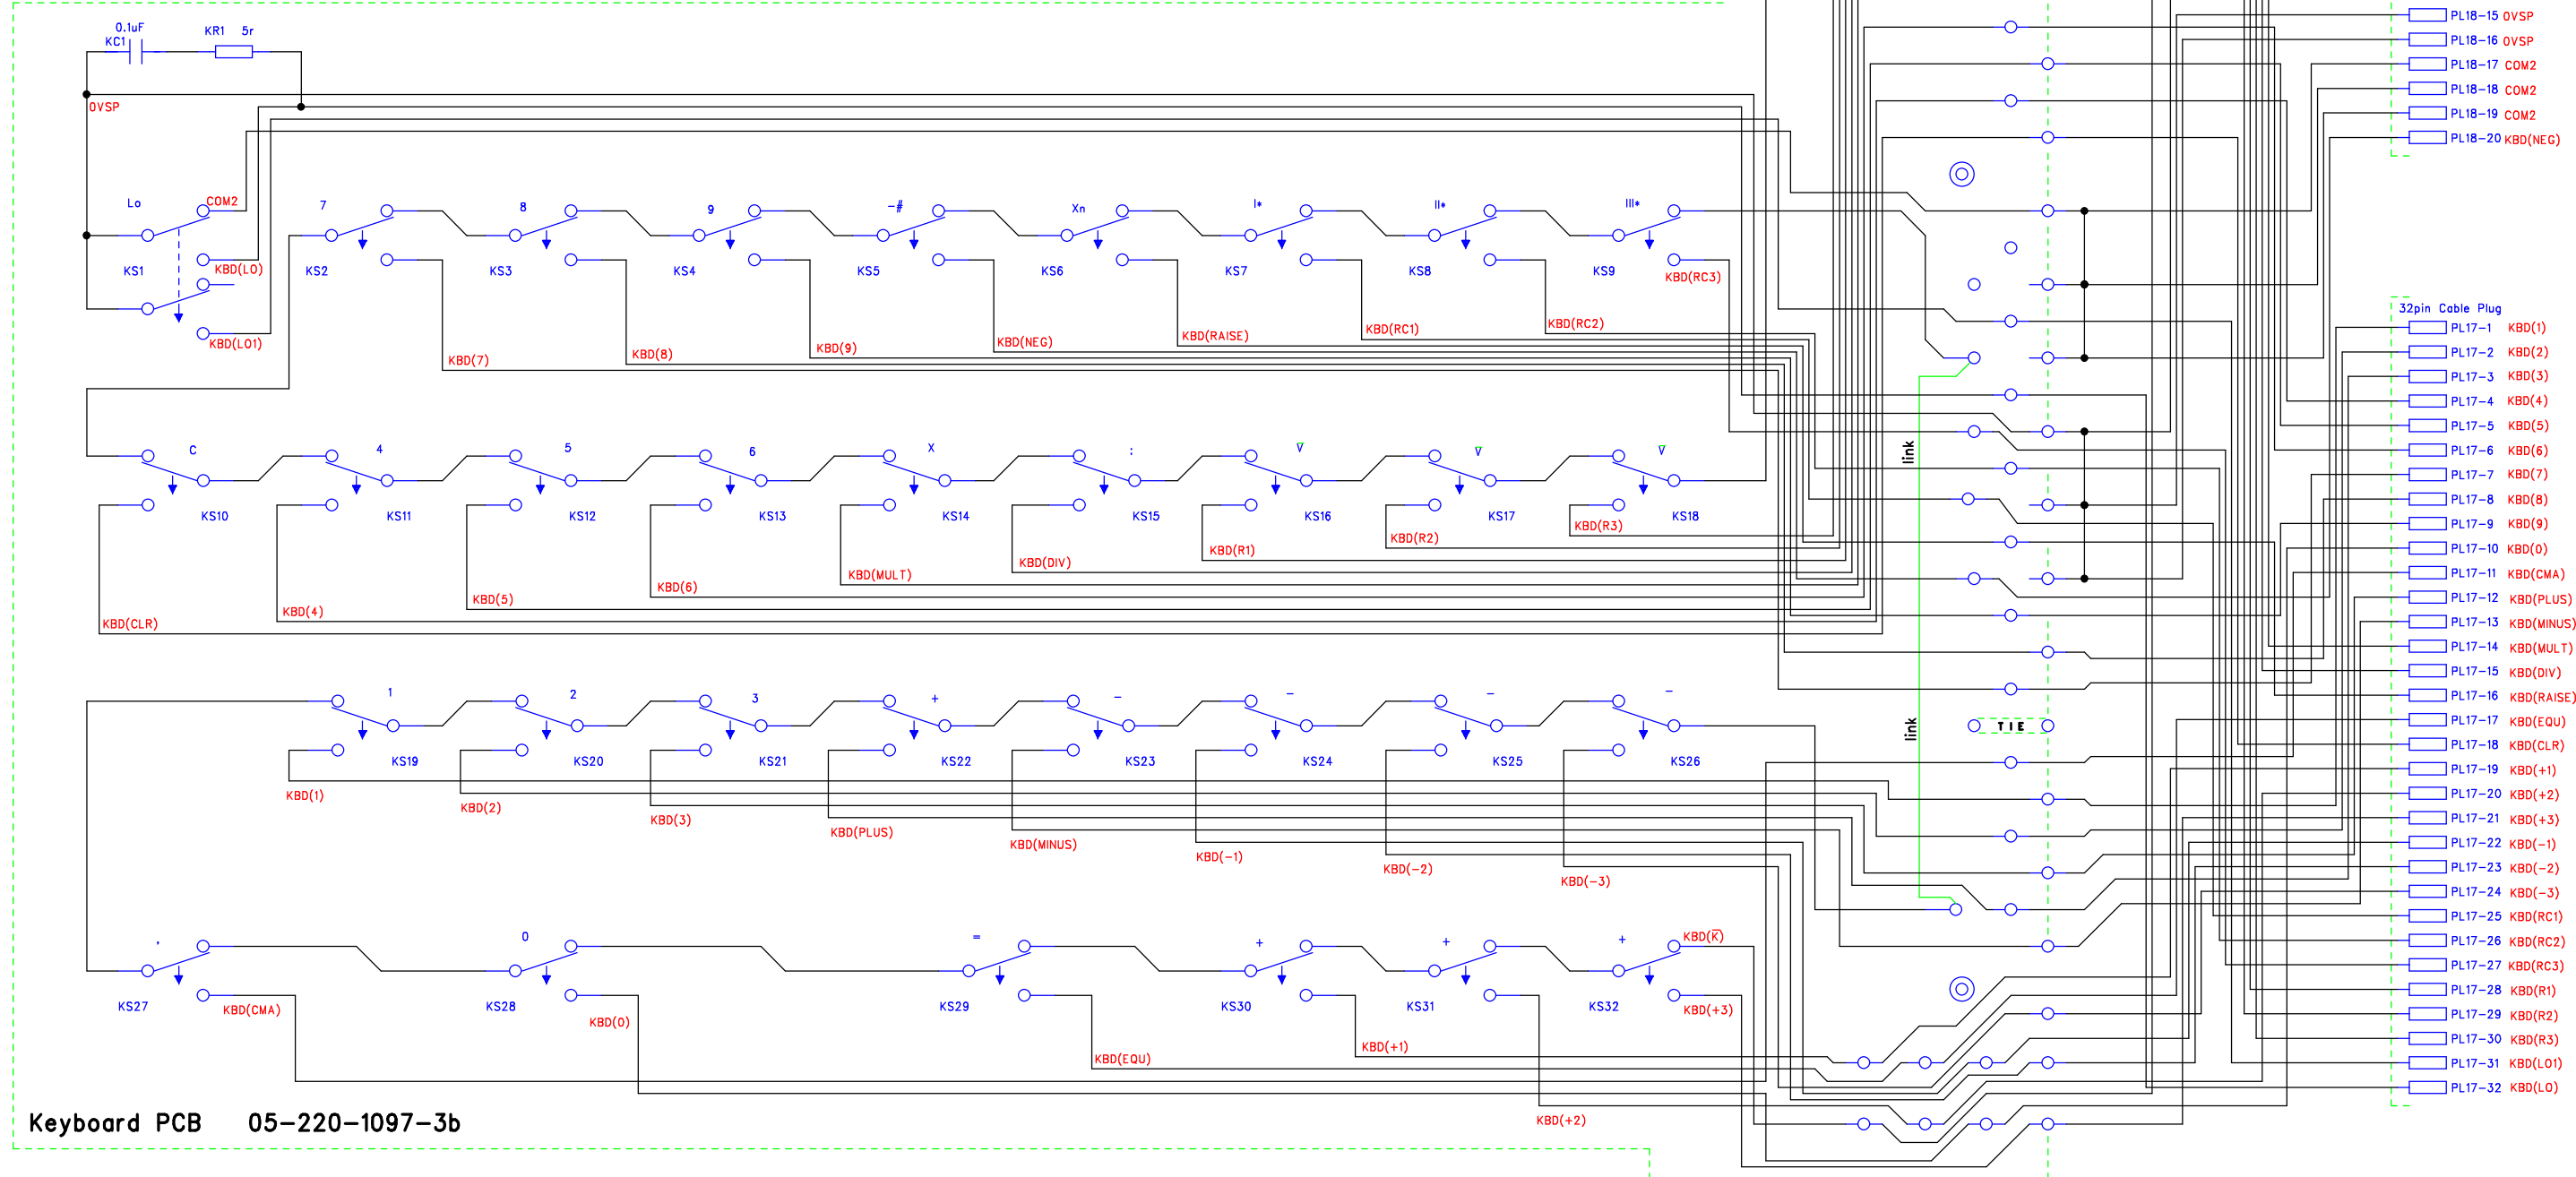 0.1uF
KC1
KR1 5r
0VSP
Lo
COM2
KS1
KBD(LO)
KBD(LO1)
7
KS2
KBD(7)
8
KS3
KBD(8)
9
KS4
KBD(9)
-#
KS5
KBD(NEG)
Xn
KS6
KBD(RAISE)
I*
KS7
KBD(RC1)
II*
KS8
KBD(RC2)
III*
KS9
KBD(RC3)
C
KS10
KBD(CLR)
4
KS11
KBD(4)
5
KS12
KBD(5)
6
KS13
KBD(6)
X
KS14
KBD(MULT)
:
KS15
KBD(DIV)
V̅
KS16
KBD(R1)
V̅
KS17
KBD(R2)
V̅
KS18
KBD(R3)
1
KS19
KBD(1)
2
KS20
KBD(2)
3
KS21
KBD(3)
+
KS22
KBD(PLUS)
-
KS23
KBD(MINUS)
-
KS24
KBD(-1)
-
KS25
KBD(-2)
-
KS26
KBD(-3)
,
KS27
KBD(CMA)
0
KS28
KBD(0)
=
KS29
KBD(EQU)
+
KS30
KBD(+1)
+
KS31
KBD(+2)
+
KS32
KBD(K̅)
KBD(+3)
link
link
TIE
Keyboard PCB 05-220-1097-3b
PL18-15 0VSP
PL18-16 0VSP
PL18-17 COM2
PL18-18 COM2
PL18-19 COM2
PL18-20 KBD(NEG)
32pin Cable Plug
PL17-1 KBD(1)
PL17-2 KBD(2)
PL17-3 KBD(3)
PL17-4 KBD(4)
PL17-5 KBD(5)
PL17-6 KBD(6)
PL17-7 KBD(7)
PL17-8 KBD(8)
PL17-9 KBD(9)
PL17-10 KBD(0)
PL17-11 KBD(CMA)
PL17-12 KBD(PLUS)
PL17-13 KBD(MINUS)
PL17-14 KBD(MULT)
PL17-15 KBD(DIV)
PL17-16 KBD(RAISE)
PL17-17 KBD(EQU)
PL17-18 KBD(CLR)
PL17-19 KBD(+1)
PL17-20 KBD(+2)
PL17-21 KBD(+3)
PL17-22 KBD(-1)
PL17-23 KBD(-2)
PL17-24 KBD(-3)
PL17-25 KBD(RC1)
PL17-26 KBD(RC2)
PL17-27 KBD(RC3)
PL17-28 KBD(R1)
PL17-29 KBD(R2)
PL17-30 KBD(R3)
PL17-31 KBD(LO1)
PL17-32 KBD(LO)